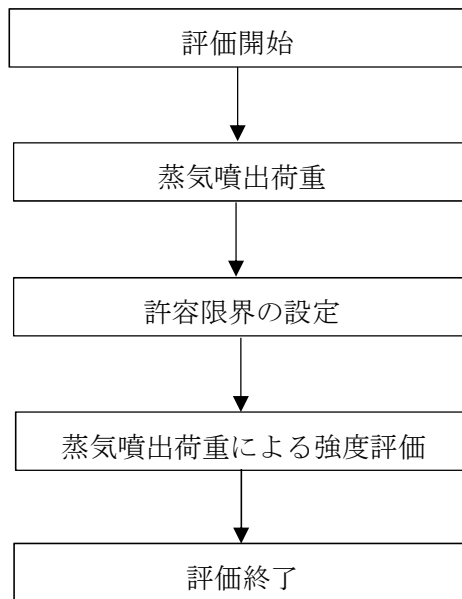 評価開始
蒸気噴出荷重
許容限界の設定
蒸気噴出荷重による強度評価
評価終了